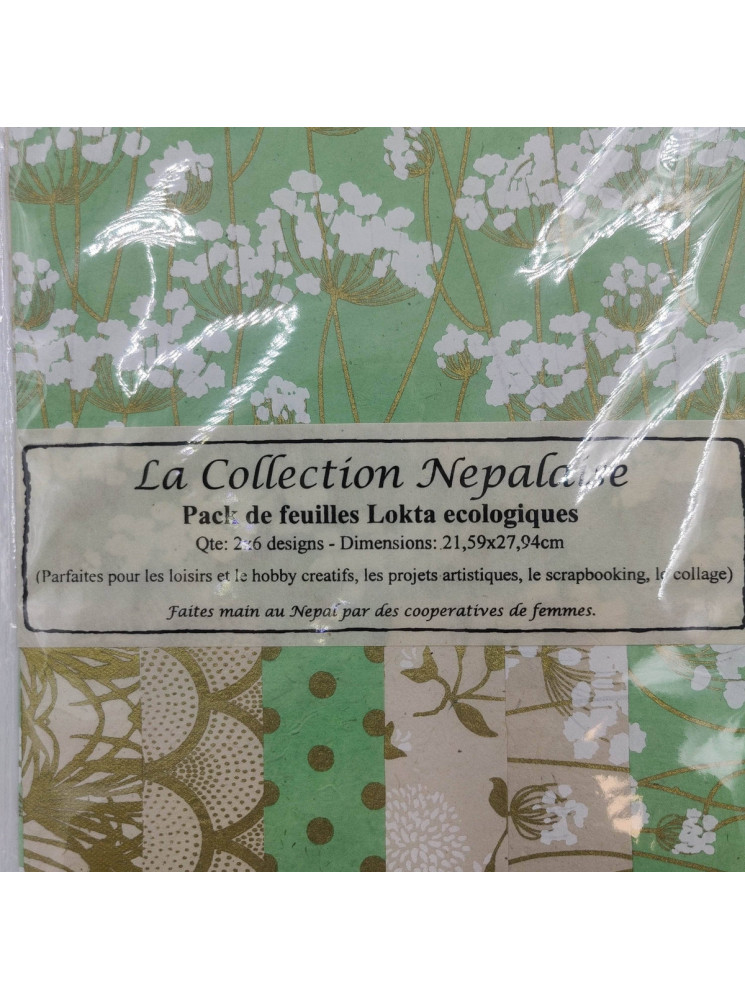 La Collection Nepalaise
Pack de feuilles Lokta ecologiques
Qte: 2x6 designs - Dimensions: 21,59x27,94cm
(Parfaites pour les loisirs et le hobby creatifs, les projets artistiques, le scrapbooking, le collage)
Faites main au Nepal par des cooperatives de femmes.